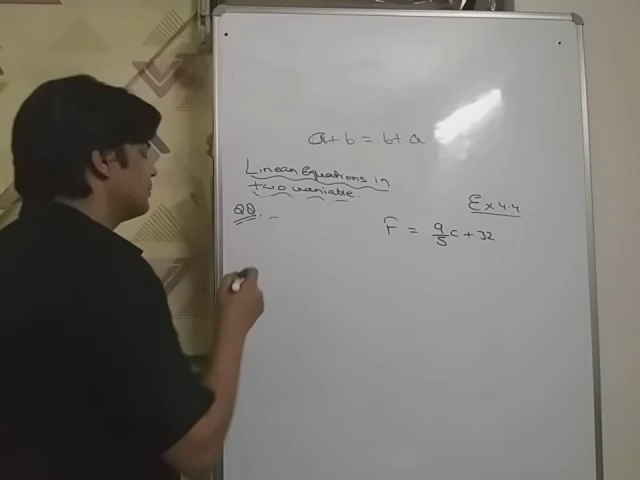 a+b = b+a
Linear Equations in
two variable.
Ex 4.4
Q8.
F = 9/5 C + 32